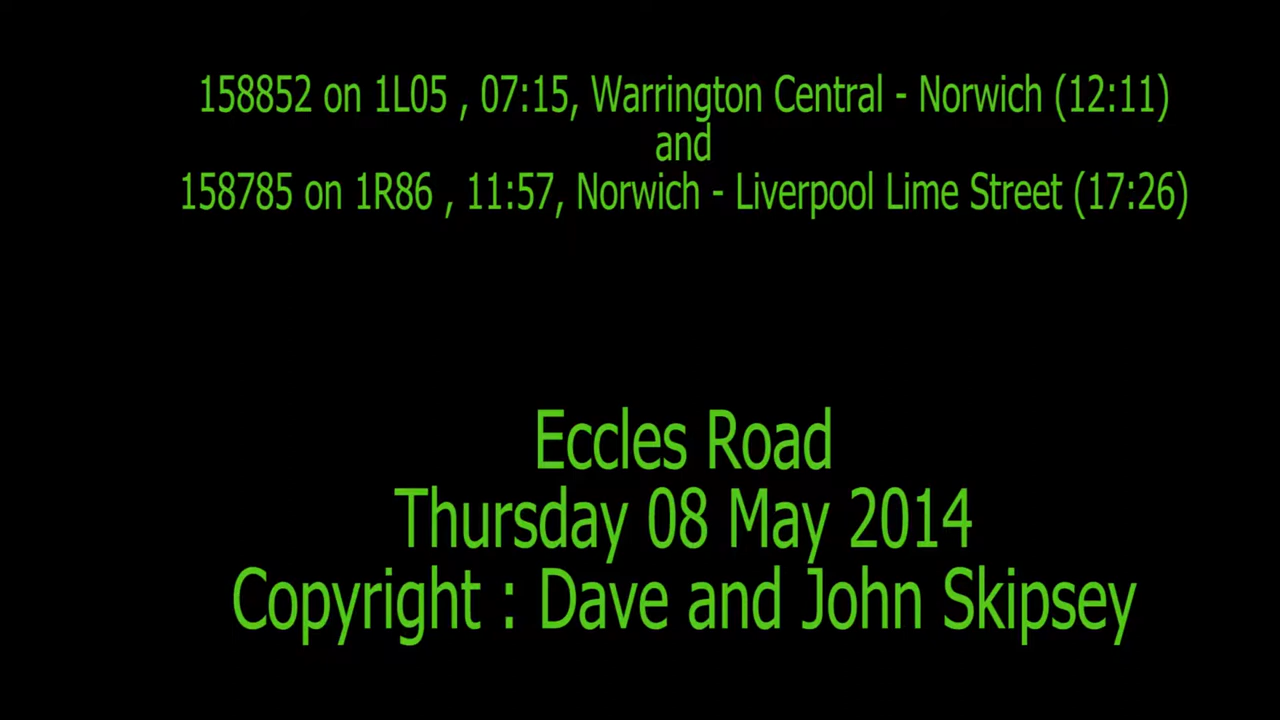 158852 on 1L05 , 07:15, Warrington Central - Norwich (12:11)
and
158785 on 1R86 , 11:57, Norwich - Liverpool Lime Street (17:26)
Eccles Road
Thursday 08 May 2014
Copyright : Dave and John Skipsey